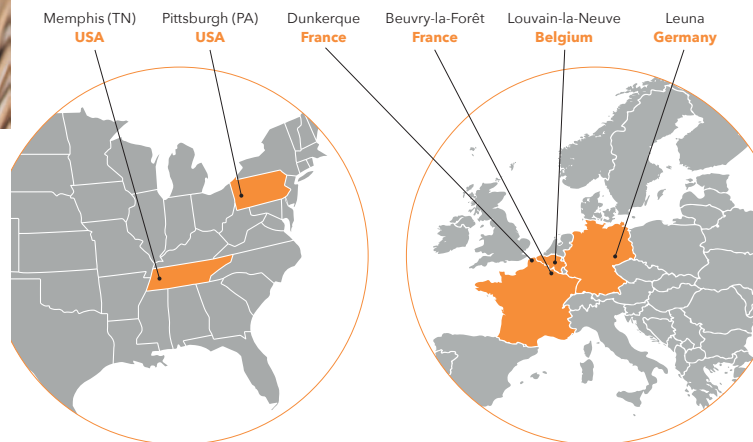 Memphis (TN)
USA
Pittsburgh (PA)
USA
Dunkerque
France
Beuvry-la-Forêt
France
Louvain-la-Neuve
Belgium
Leuna
Germany